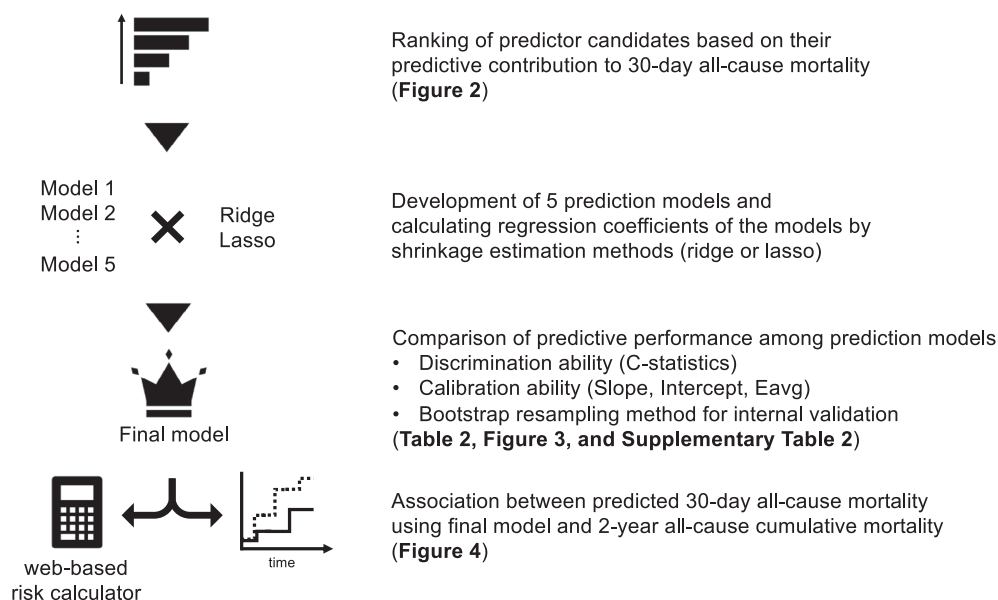 Ranking of predictor candidates based on their
predictive contribution to 30-day all-cause mortality
(Figure 2)
Model 1
Model 2
⋮
Model 5
Ridge
Lasso
Development of 5 prediction models and
calculating regression coefficients of the models by
shrinkage estimation methods (ridge or lasso)
Final model
Comparison of predictive performance among prediction models
• Discrimination ability (C-statistics)
• Calibration ability (Slope, Intercept, Eavg)
• Bootstrap resampling method for internal validation
(Table 2, Figure 3, and Supplementary Table 2)
web-based
risk calculator
time
Association between predicted 30-day all-cause mortality
using final model and 2-year all-cause cumulative mortality
(Figure 4)